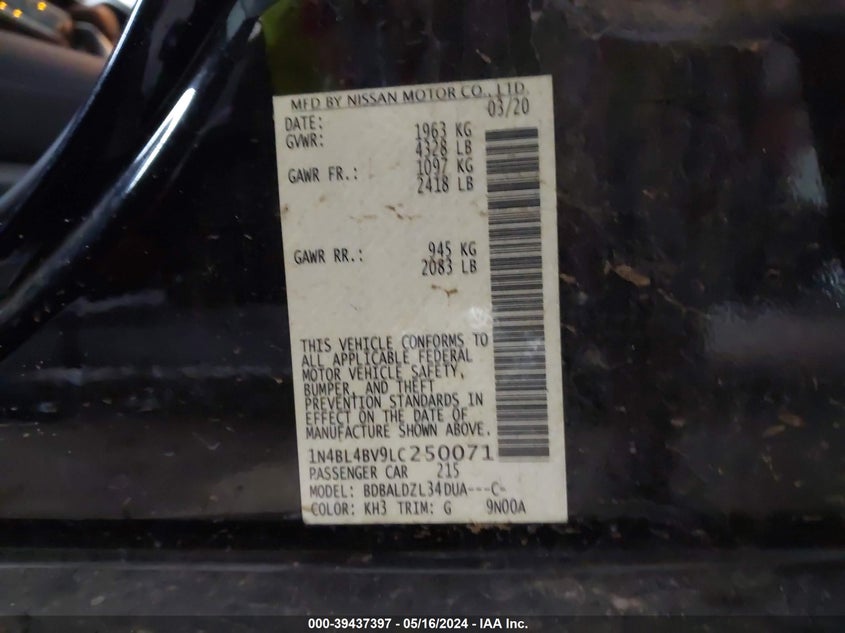 MFD BY NISSAN MOTOR CO., LTD.
DATE: 03/20
GVWR: 1963 KG
4328 LB
GAWR FR.: 1097 KG
2418 LB
GAWR RR.: 945 KG
2083 LB
THIS VEHICLE CONFORMS TO
ALL APPLICABLE FEDERAL
MOTOR VEHICLE SAFETY,
BUMPER, AND THEFT
PREVENTION STANDARDS IN
EFFECT ON THE DATE OF
MANUFACTURE SHOWN ABOVE.
1N4BL4BV9LC250071
PASSENGER CAR 215
MODEL: BDBALDZL34DUA---C-
COLOR: KH3 TRIM: G 9N00A
000-39437397 - 05/16/2024 - IAA Inc.